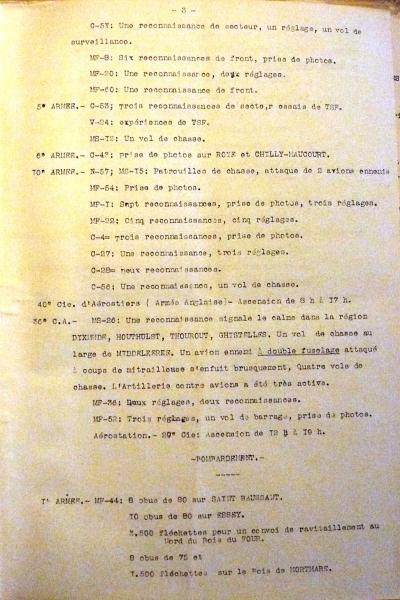 - 3 -
C-51: Une reconnaissance de secteur, un réglage, un vol de
surveillance.
MF-8: Six reconnaissances de front, prise de photos.
MF-20: Une reconnaissance, deux réglages.
MF-60: Une reconnaissance de front.
5° ARMEE.- C-53; Trois reconnaissances de secteur essais de TSF.
V-24: expériences de TSF.
MS-12: Un vol de chasse.
6° ARMEE.- C-43: Prise de photos sur ROYE et CHILLY-MAUCOURT.
10° ARMEE.- N-57; MS-15: Patrouilles de chasse, attaque de 2 avions ennemis
MF-54: Prise de photos.
MF-1: Sept reconnaissances, prise de photos, trois réglages.
MF-22: Cinq reconnaissances, cinq réglages.
C-4= Trois reconnaissances, prise de photos.
C-27: Une reconnaissance, trois réglages.
C-28= Deux reconnaissances.
C-56: Une reconnaissance, un vol de chasse.
40° Cie. d'Aérostiers ( Armée Anglaise)- Ascension de 8 h à 17 h.
36° C.A.- MS-26: Une reconnaissance signale le calme dans la région
DIXMUDE, HOUTHULST, THOUROUT, GHISTELLES. Un vol de chasse au
large de MIDDELKERKE. Un avion ennemi à double fuselage attaqué
à coups de mitrailleuse s'enfuit brusquement, Quatre vols de
chasse. L'Artillerie contre avions a été très active.
MF-36: Deux réglages, deux reconnaissances.
MF-52: Trois réglages, un vol de barrage, prise de photos.
Aérostation.- 29° Cie: Ascension de 12 h à 19 h.
-BOMBARDEMENT.-
-----
1° ARMEE.- MF-44: 8 obus de 80 sur SAINT BAUSSANT.
10 obus de 80 sur ESSEY.
3.500 fléchettes pour un convoi de ravitaillement au
Nord du Bois du FOUR.
8 obus de 75 et
1.500 fléchettes sur le Bois de MORTMARE.